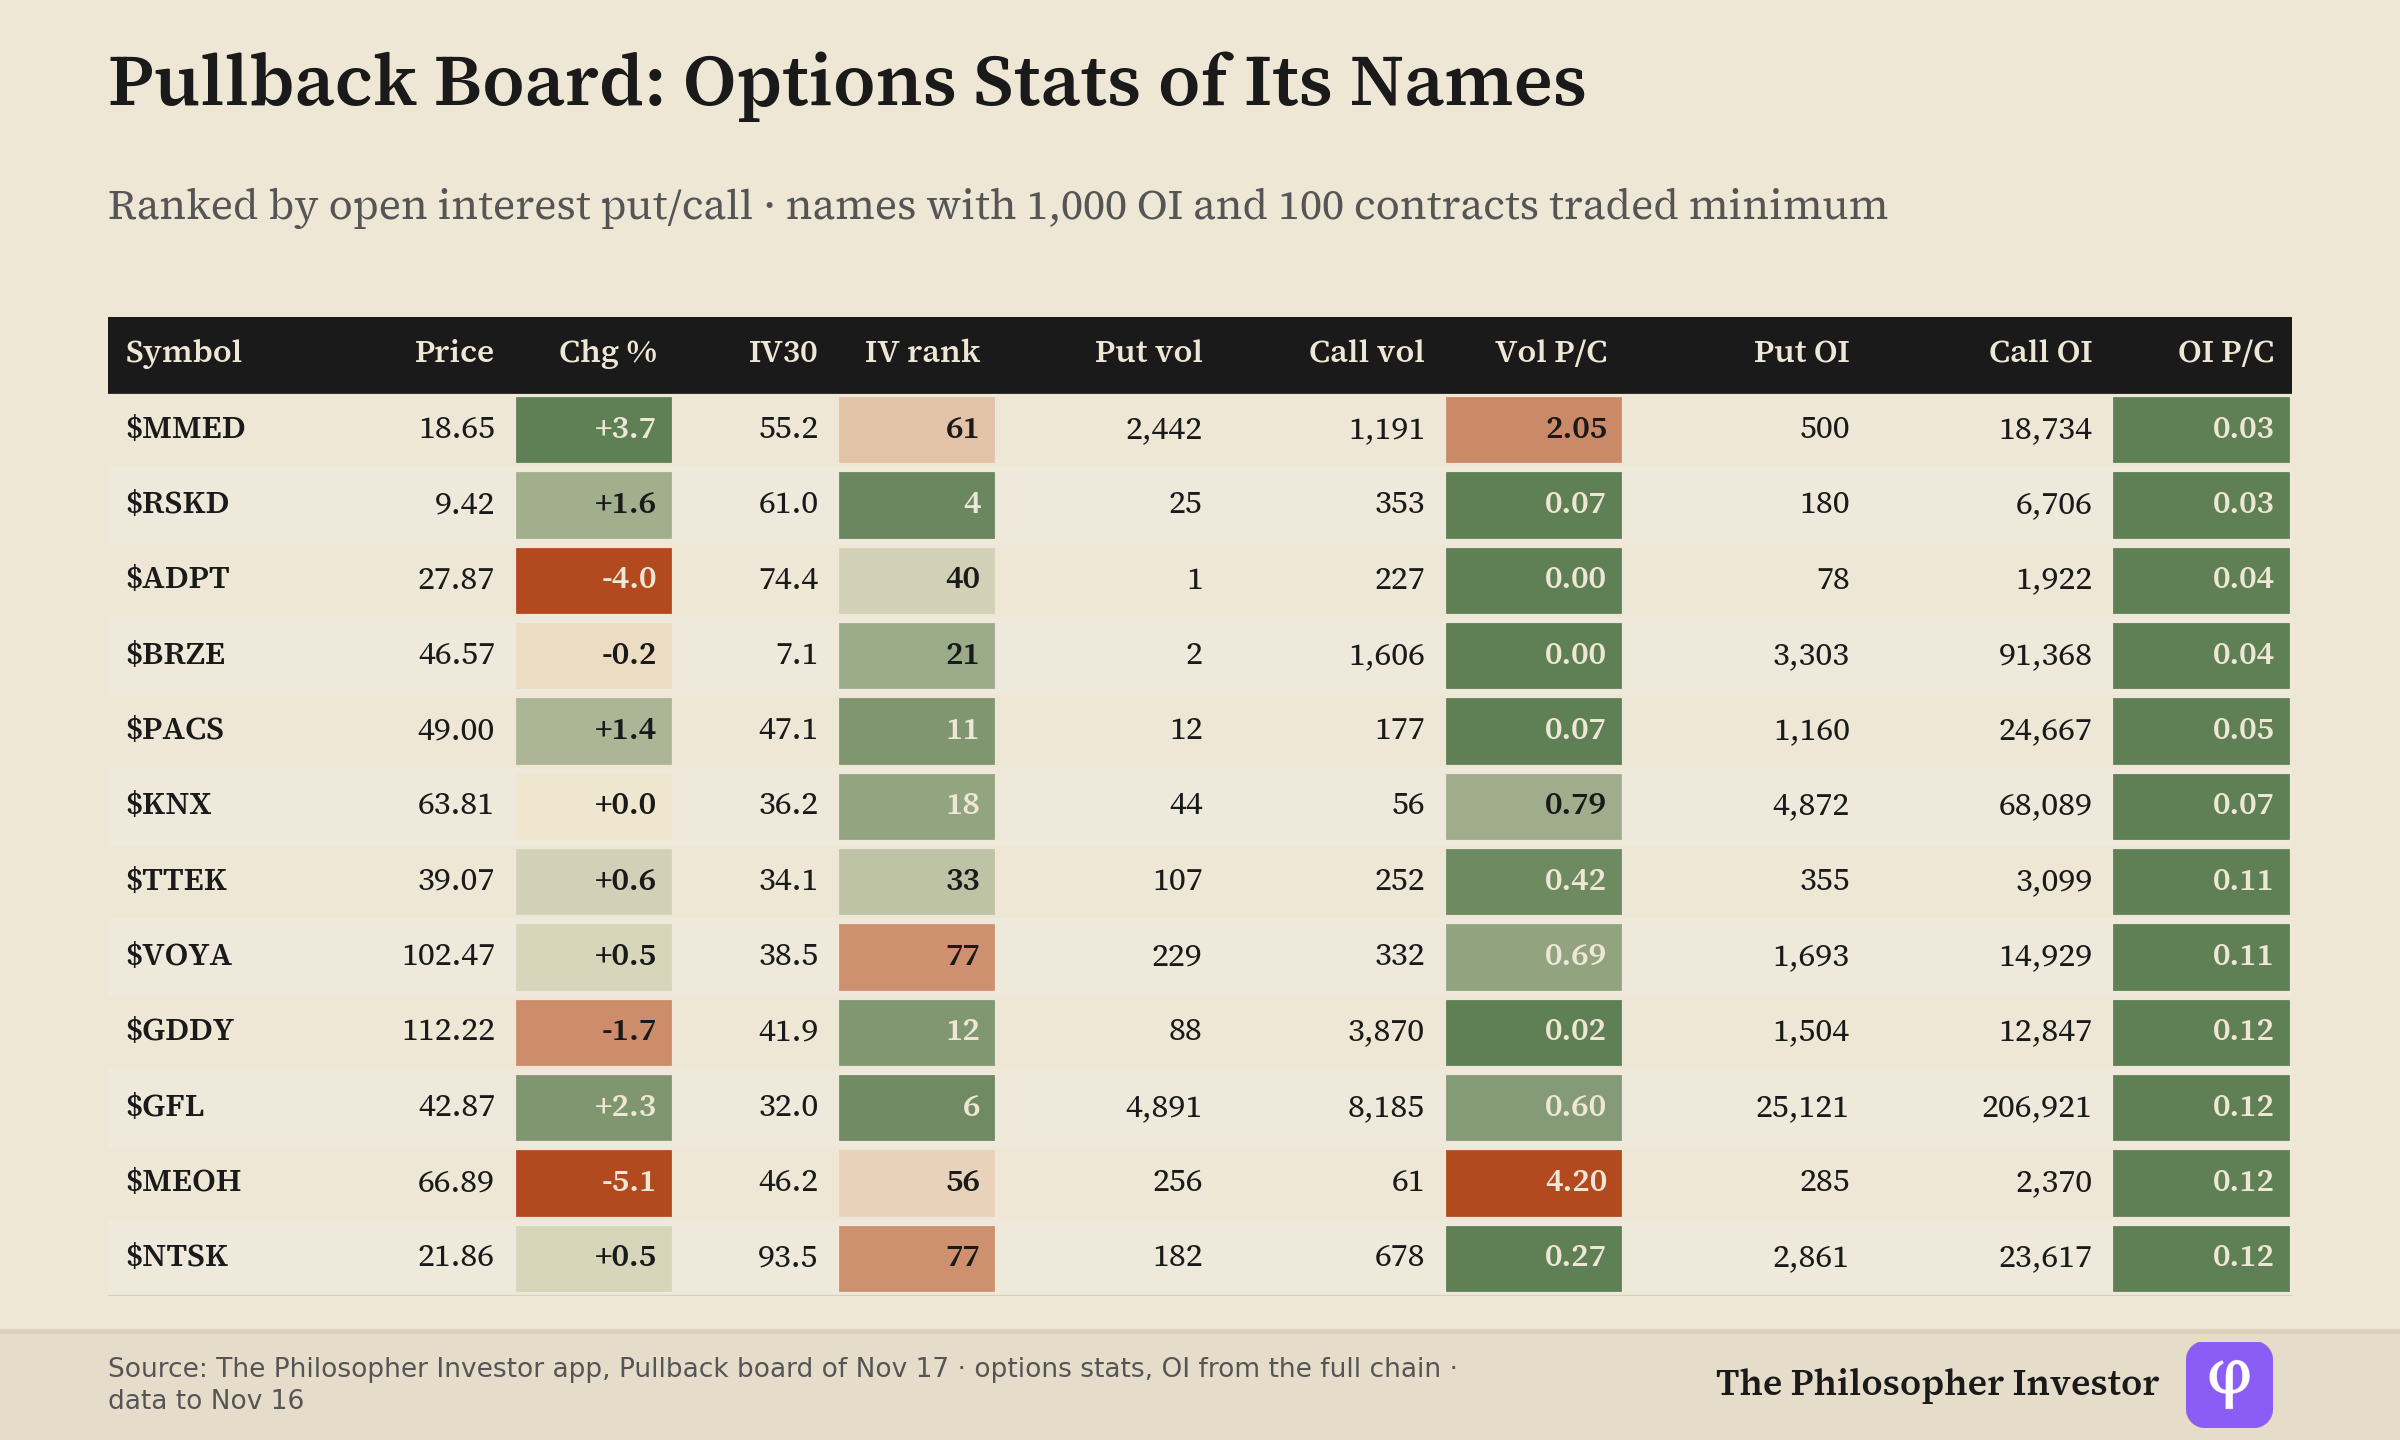 Pullback Board: Options Stats of Its Names
Ranked by open interest put/call · names with 1,000 OI and 100 contracts traded minimum
Symbol Price Chg % IV30 IV rank Put vol Call vol Vol P/C Put OI Call OI OI P/C
$MMED 18.65 +3.7 55.2 61 2,442 1,191 2.05 500 18,734 0.03
$RSKD 9.42 +1.6 61.0 4 25 353 0.07 180 6,706 0.03
$ADPT 27.87 -4.0 74.4 40 1 227 0.00 78 1,922 0.04
$BRZE 46.57 -0.2 7.1 21 2 1,606 0.00 3,303 91,368 0.04
$PACS 49.00 +1.4 47.1 11 12 177 0.07 1,160 24,667 0.05
$KNX 63.81 +0.0 36.2 18 44 56 0.79 4,872 68,089 0.07
$TTEK 39.07 +0.6 34.1 33 107 252 0.42 355 3,099 0.11
$VOYA 102.47 +0.5 38.5 77 229 332 0.69 1,693 14,929 0.11
$GDDY 112.22 -1.7 41.9 12 88 3,870 0.02 1,504 12,847 0.12
$GFL 42.87 +2.3 32.0 6 4,891 8,185 0.60 25,121 206,921 0.12
$MEOH 66.89 -5.1 46.2 56 256 61 4.20 285 2,370 0.12
$NTSK 21.86 +0.5 93.5 77 182 678 0.27 2,861 23,617 0.12
Source: The Philosopher Investor app, Pullback board of Nov 17 · options stats, OI from the full chain ·
data to Nov 16
The Philosopher Investor φ